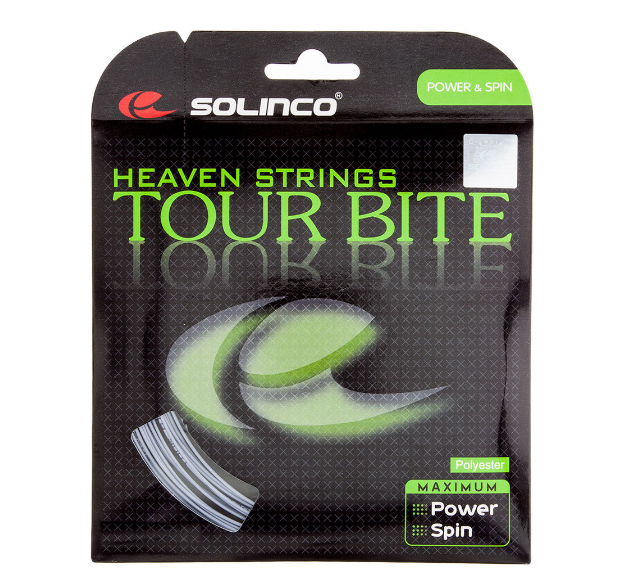 SOLINCO®
POWER & SPIN
HEAVEN STRINGS
TOUR BITE
Polyester
MAXIMUM
Power
Spin